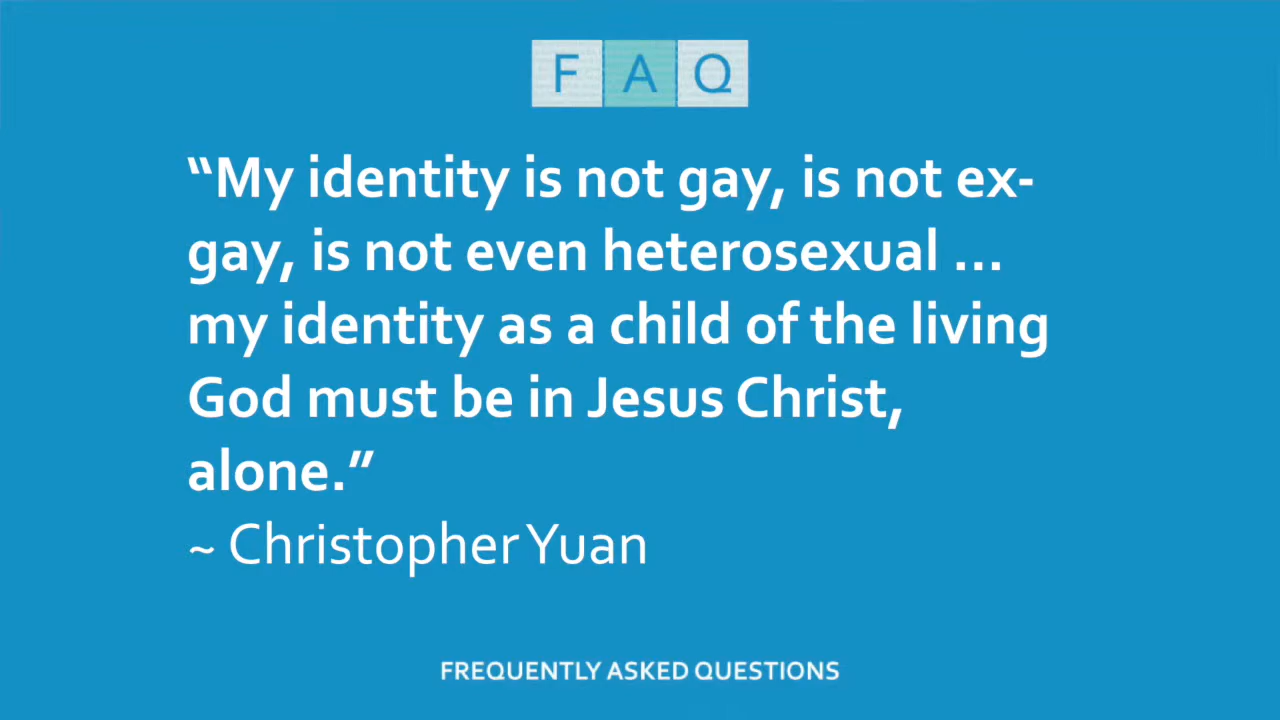 F A Q
“My identity is not gay, is not ex-
gay, is not even heterosexual ...
my identity as a child of the living
God must be in Jesus Christ,
alone.”
~ Christopher Yuan
FREQUENTLY ASKED QUESTIONS